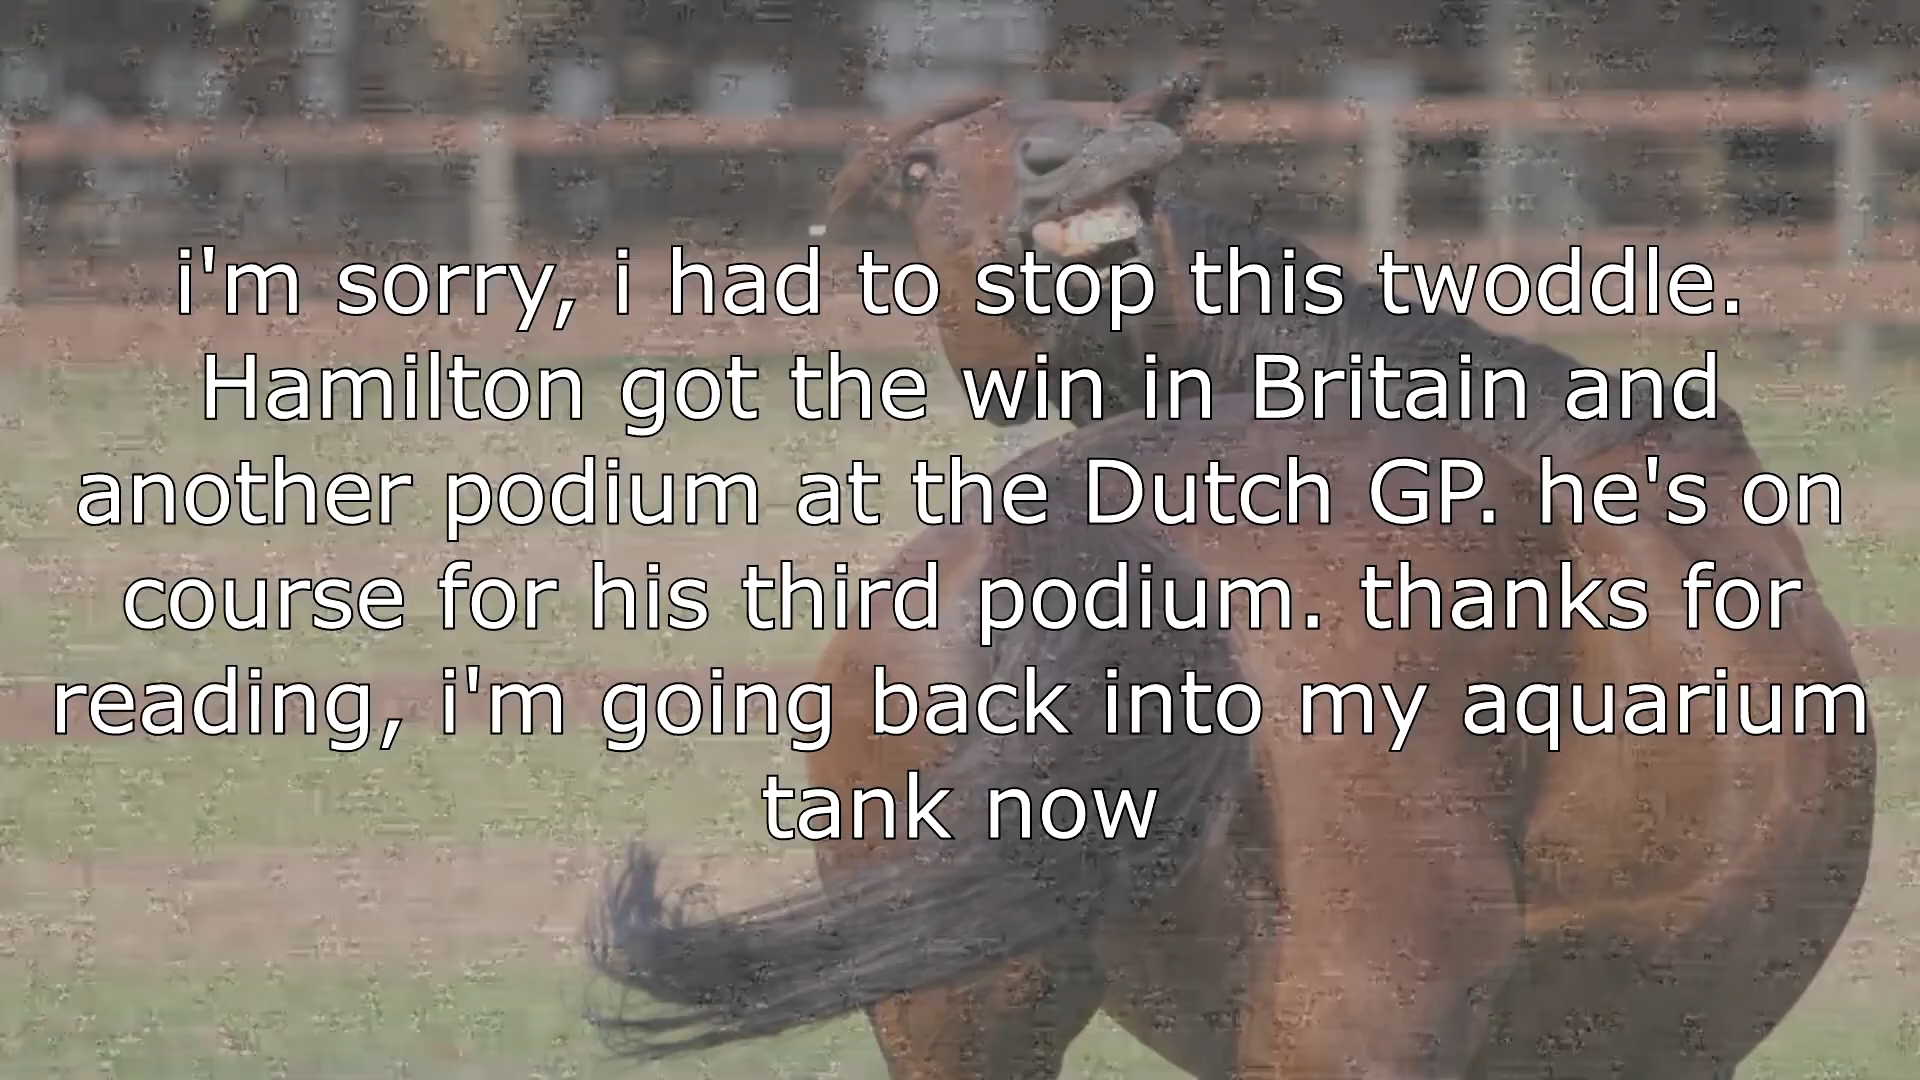 i'm sorry, i had to stop this twoddle.
Hamilton got the win in Britain and
another podium at the Dutch GP. he's on
course for his third podium. thanks for
reading, i'm going back into my aquarium
tank now